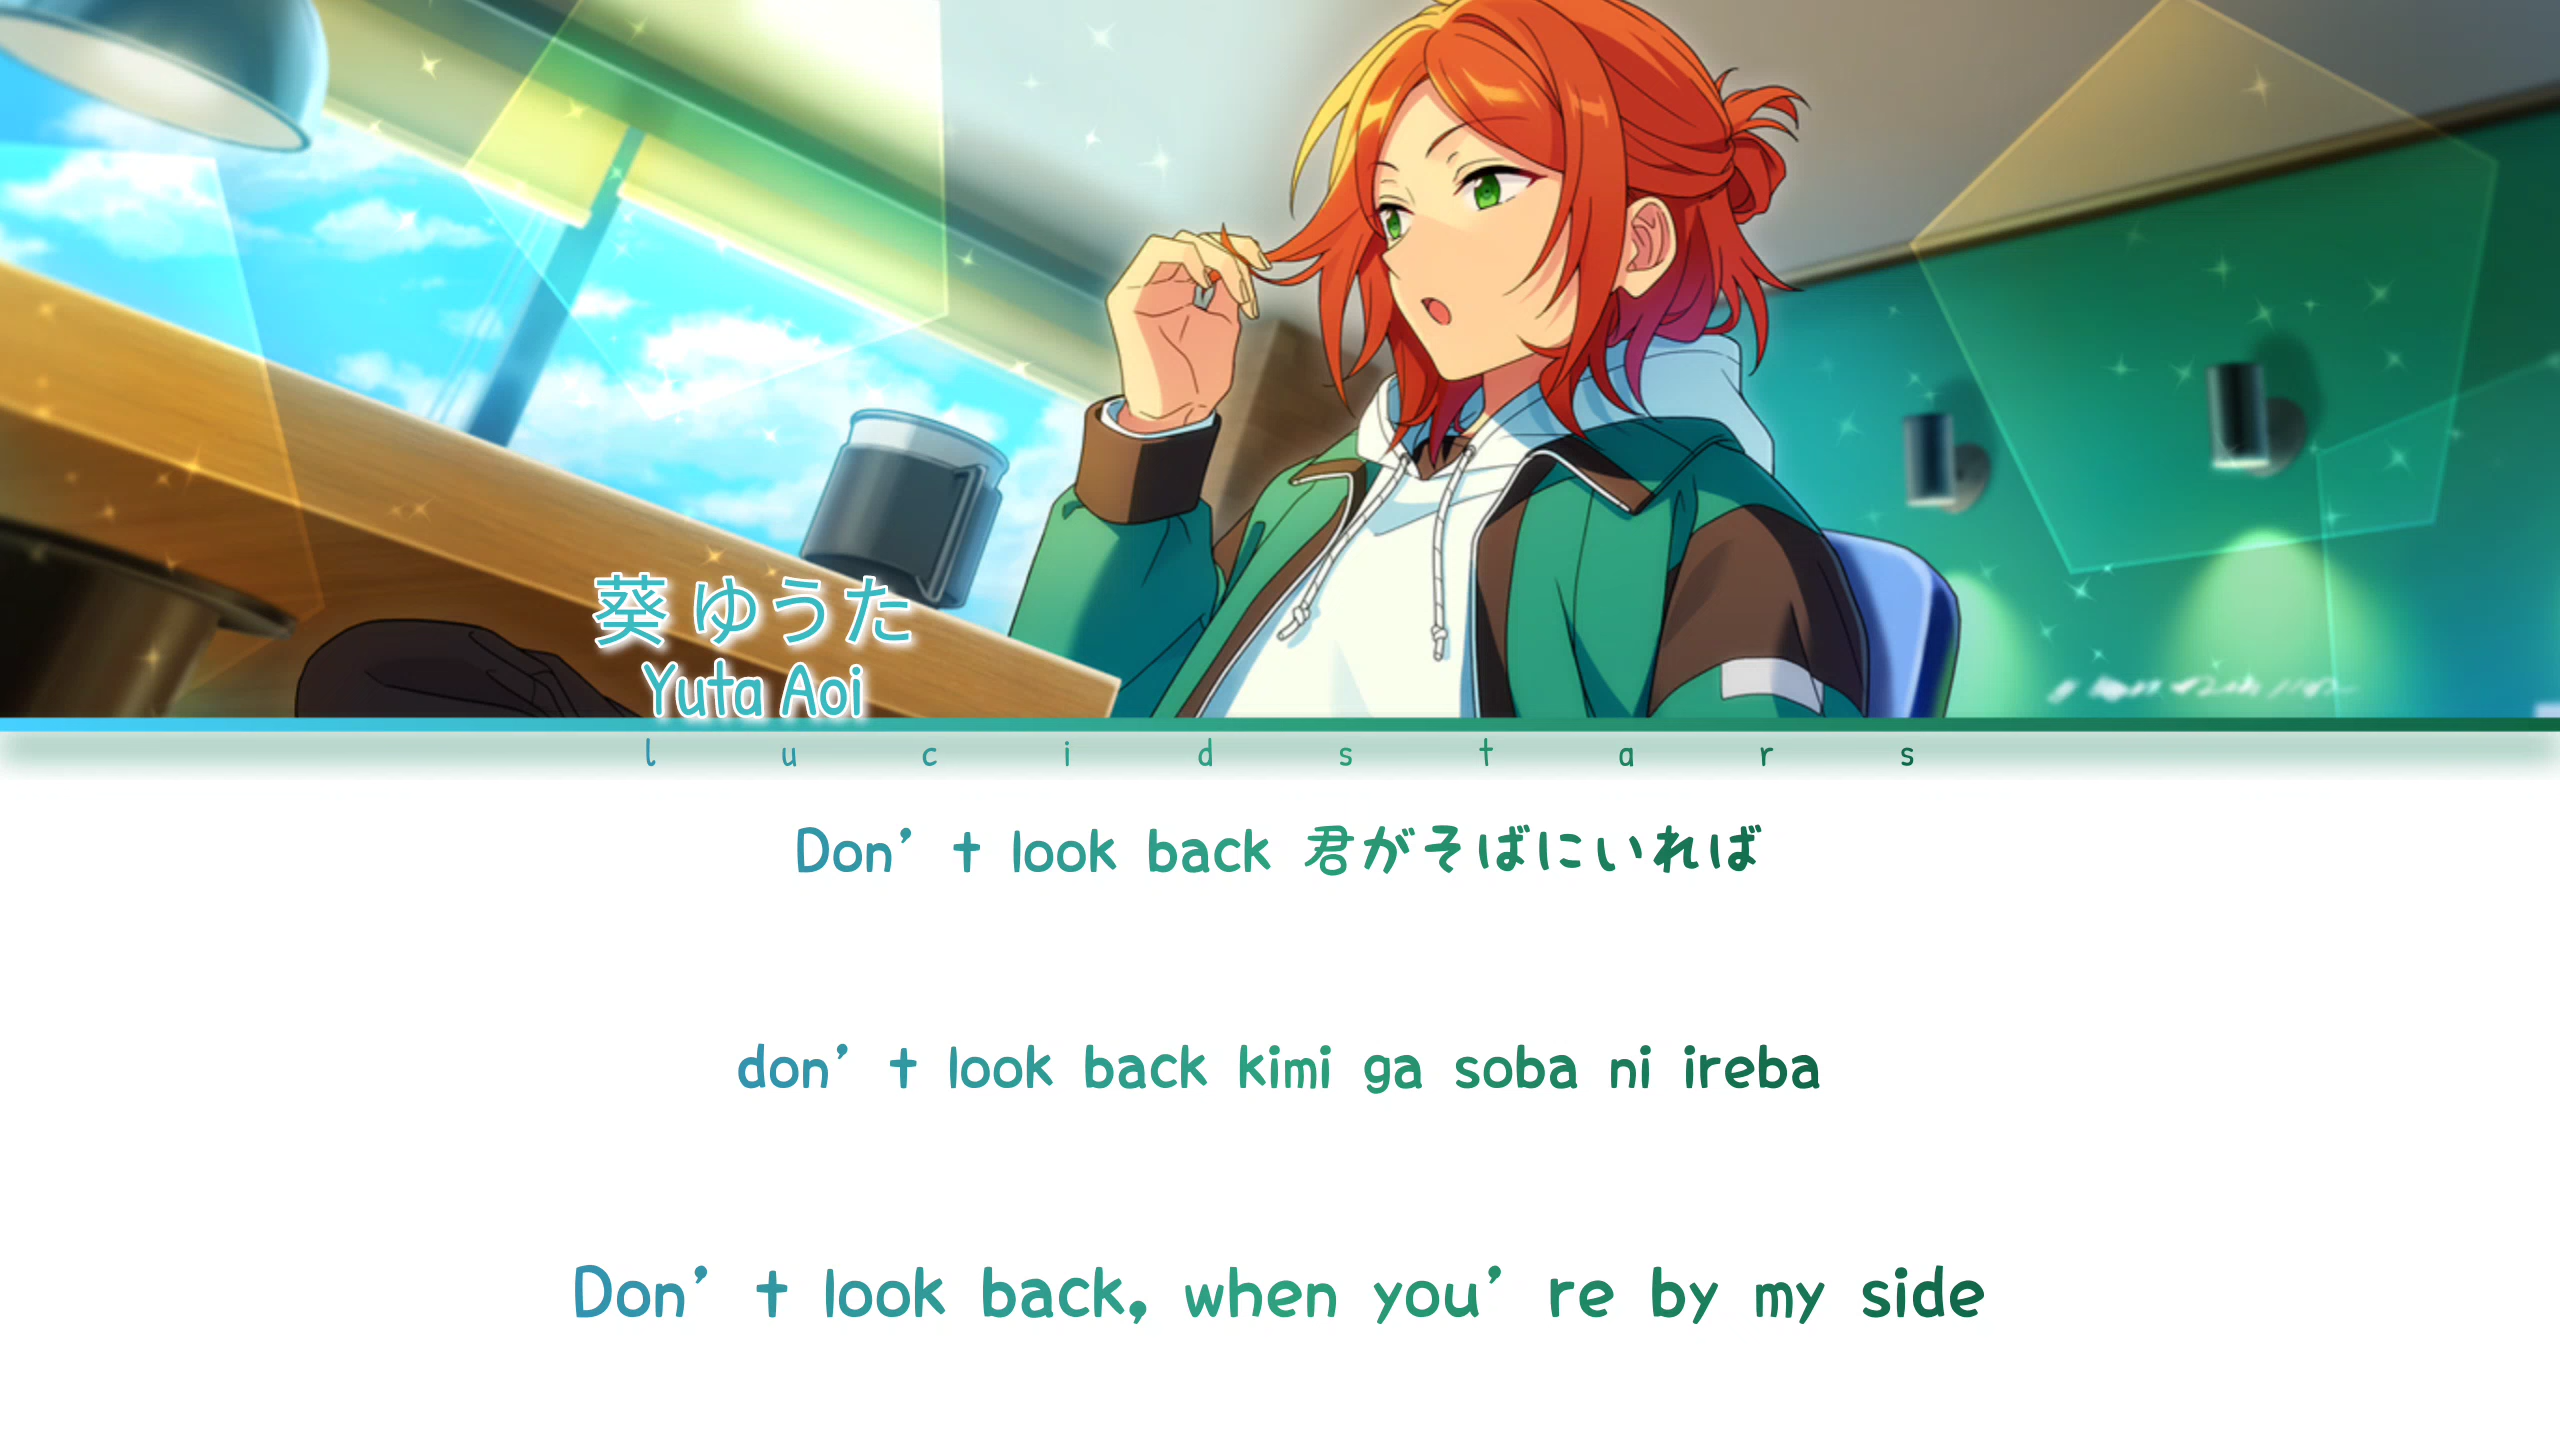 葵 ゆうた
Yuta Aoi
l u c i d s t a r s
Don't look back 君がそばにいれば
don't look back kimi ga soba ni ireba
Don't look back, when you're by my side